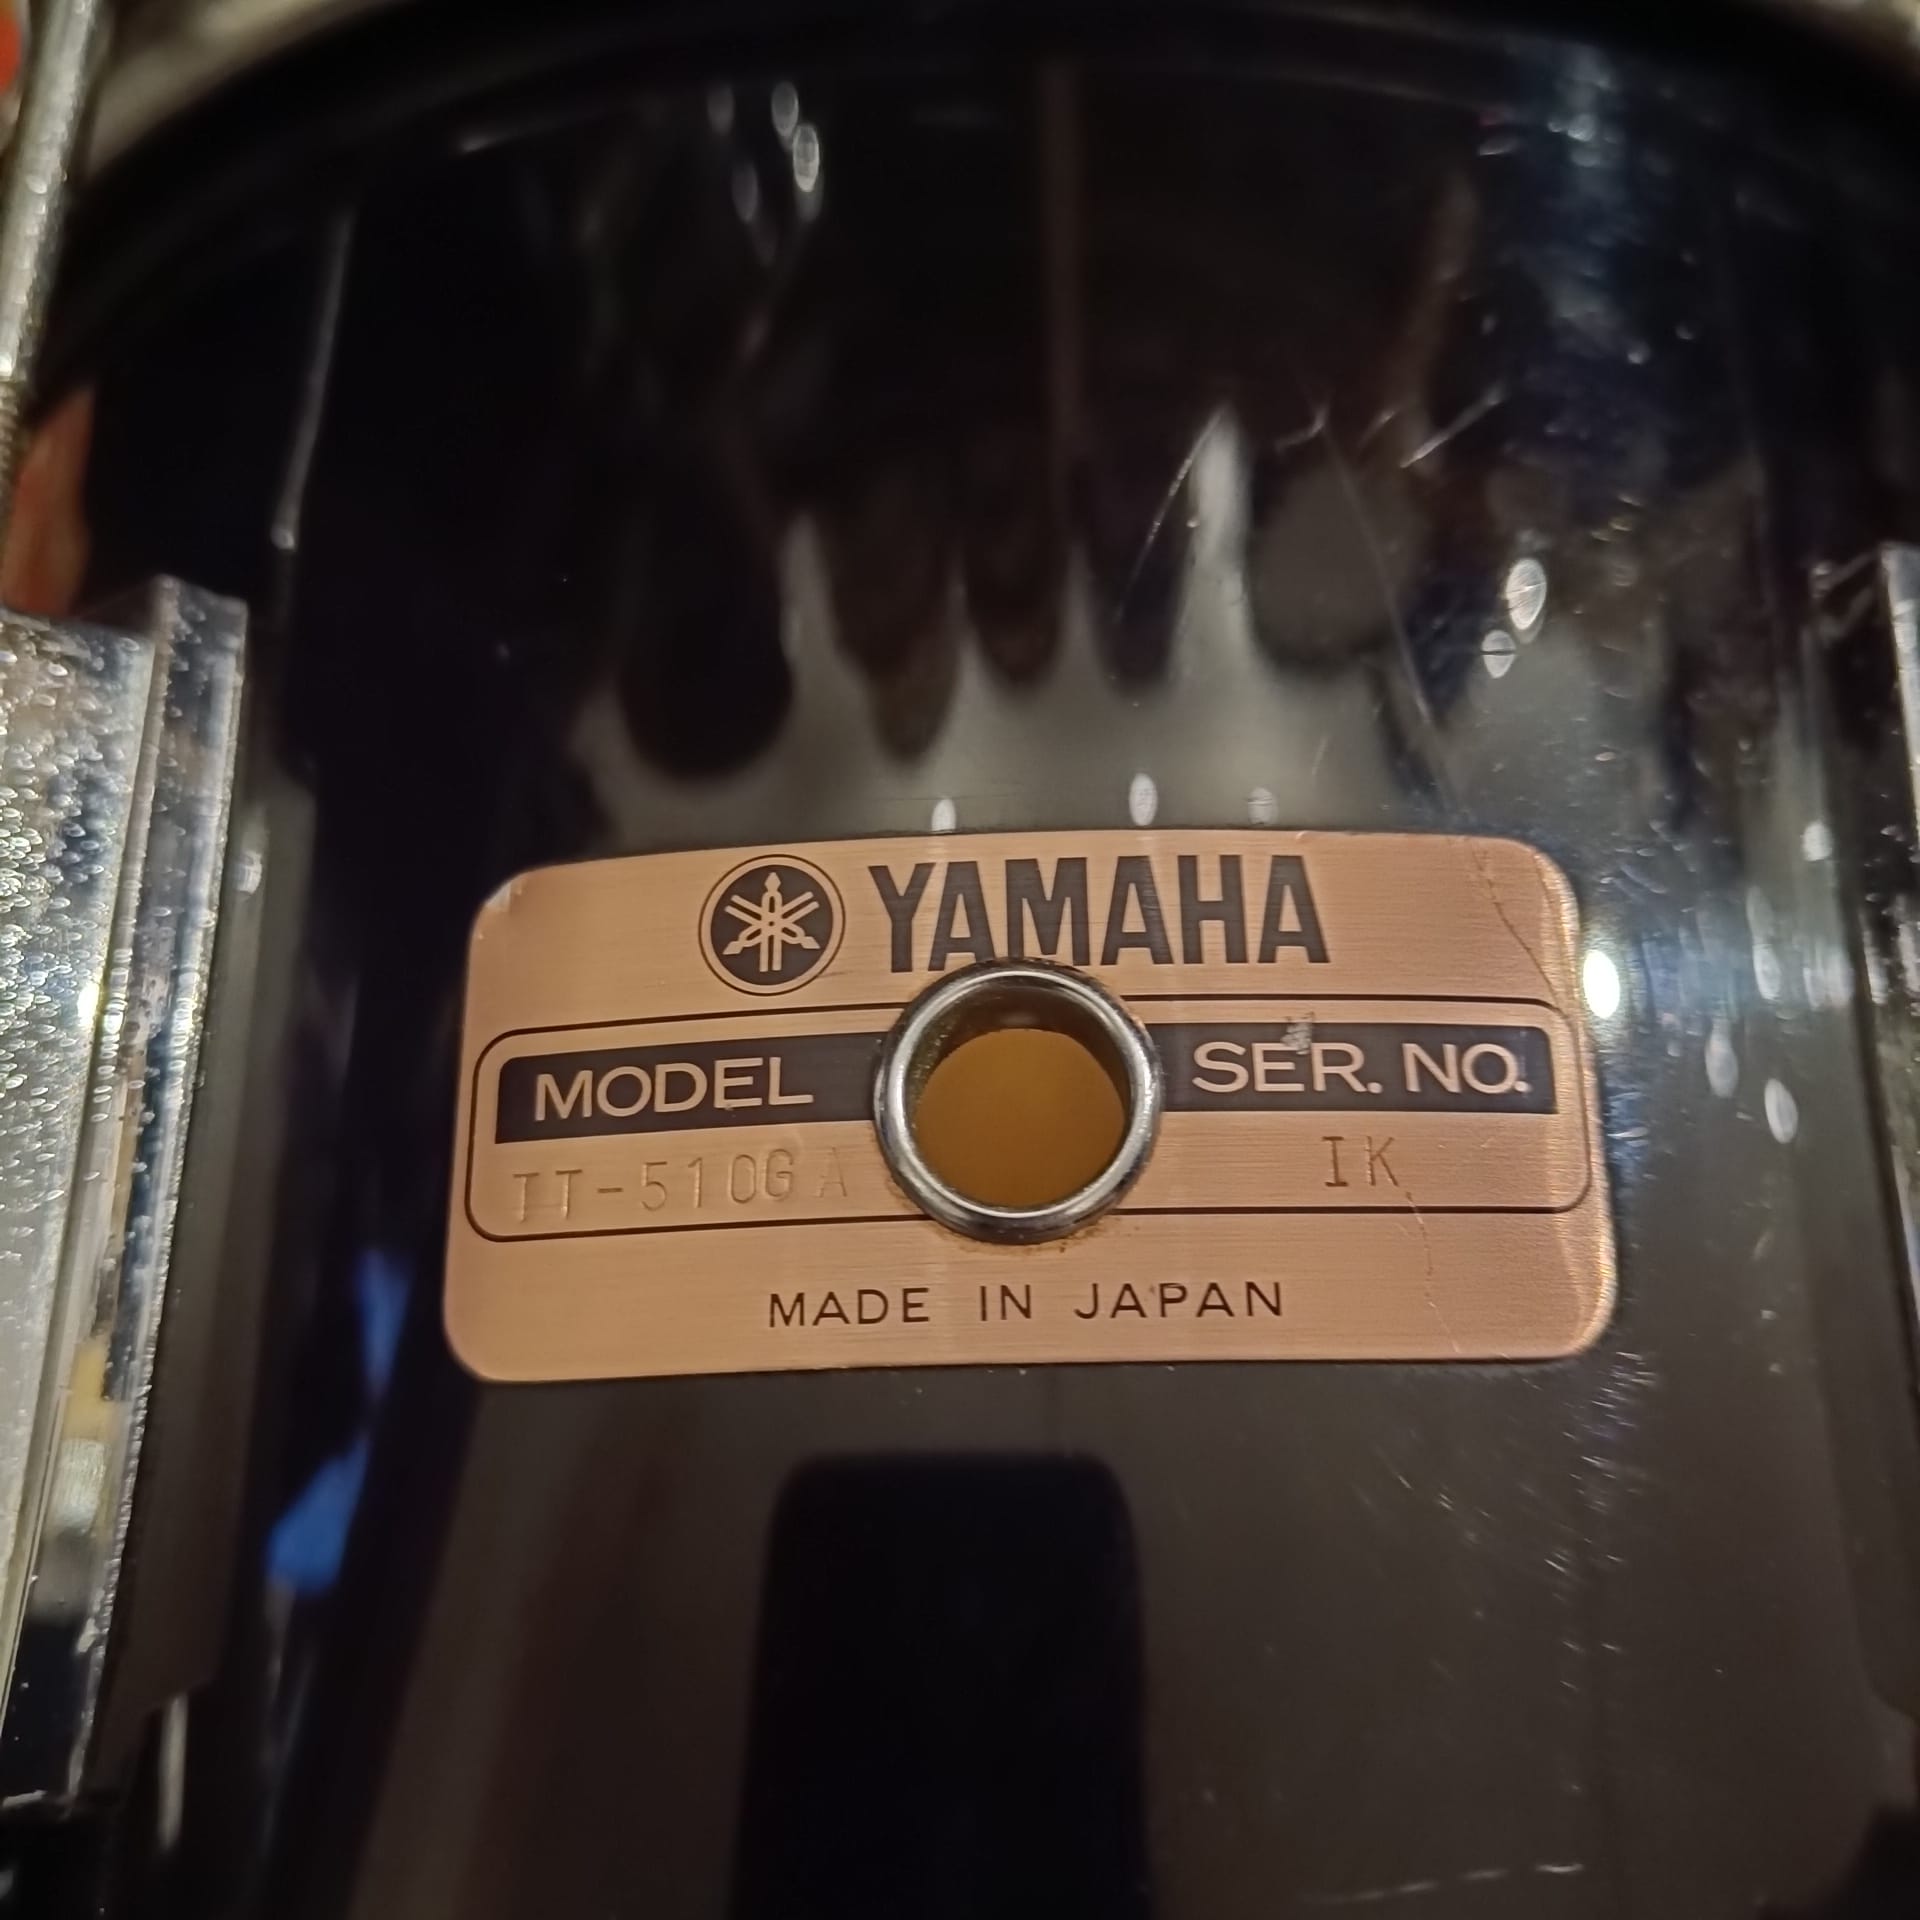 YAMAHA
MODEL SER. NO.
TT-510GA IK
MADE IN JAPAN